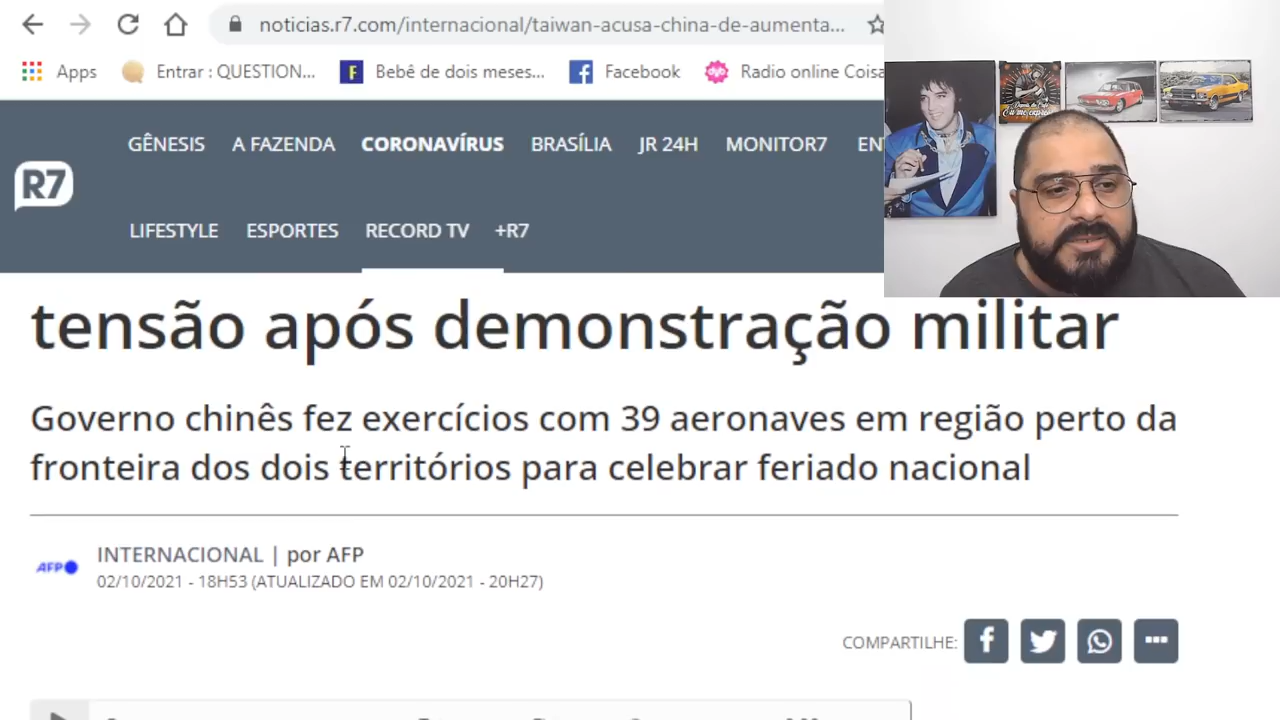 noticias.r7.com/internacional/taiwan-acusa-china-de-aumenta...
Apps Entrar : QUESTION... F Bebê de dois meses... Facebook Radio online Coisa
GÊNESIS A FAZENDA CORONAVÍRUS BRASÍLIA JR 24H MONITOR7 EN
R7
LIFESTYLE ESPORTES RECORD TV +R7
tensão após demonstração militar
Governo chinês fez exercícios com 39 aeronaves em região perto da
fronteira dos dois territórios para celebrar feriado nacional
AFP INTERNACIONAL | por AFP
02/10/2021 - 18H53 (ATUALIZADO EM 02/10/2021 - 20H27)
COMPARTILHE: